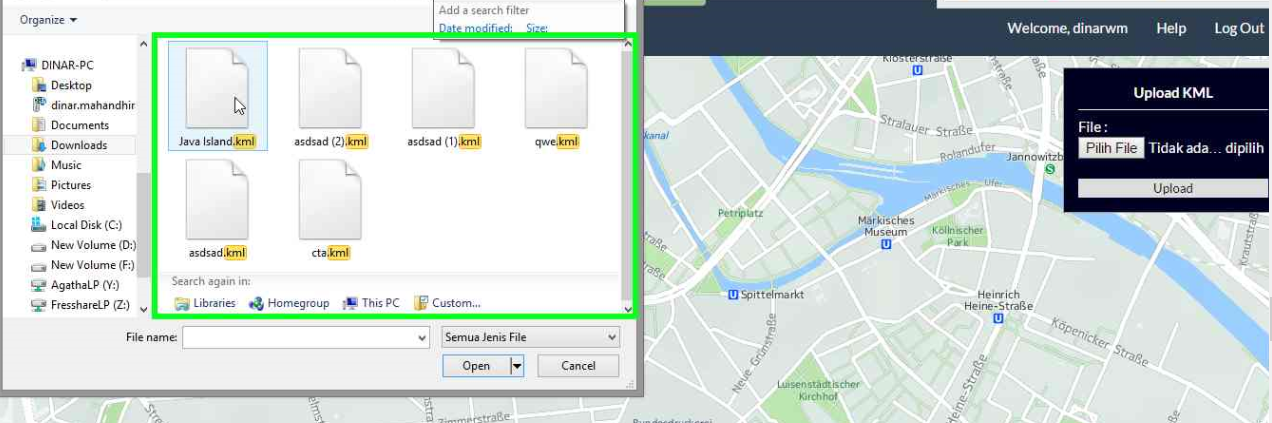 Add a search filter
Date modified: Size:
Organize
DINAR-PC
Desktop
dinar.mahandhir
Documents
Downloads
Music
Pictures
Videos
Local Disk (C:)
New Volume (D:)
New Volume (F:)
AgathaLP (Y:)
FressshareLP (Z:)
Java Island.kml
asdsad (2).kml
asdsad (1).kml
qwe.kml
asdsad.kml
cta.kml
Search again in:
Libraries Homegroup This PC Custom...
File name:
Semua Jenis File
Open Cancel
Welcome, dinarwm Help Log Out
Upload KML
File :
Pilih File Tidak ada... dipilih
Upload
Klosterstraße
U
kanal
Stralauer Straße
Rolandufer
Jannowitzb
S
Märkisches Ufer
Petriplatz
Märkisches
Museum
U
Köllnischer
Park
U Spittelmarkt
Heinrich
Heine-Straße
U
Köpenicker Straße
Krautstraß
Neue Grünstraße
Luisenstädtischer
Kirchhof
Heine-Straße
Zimmerstraße
Bundesdruckerei